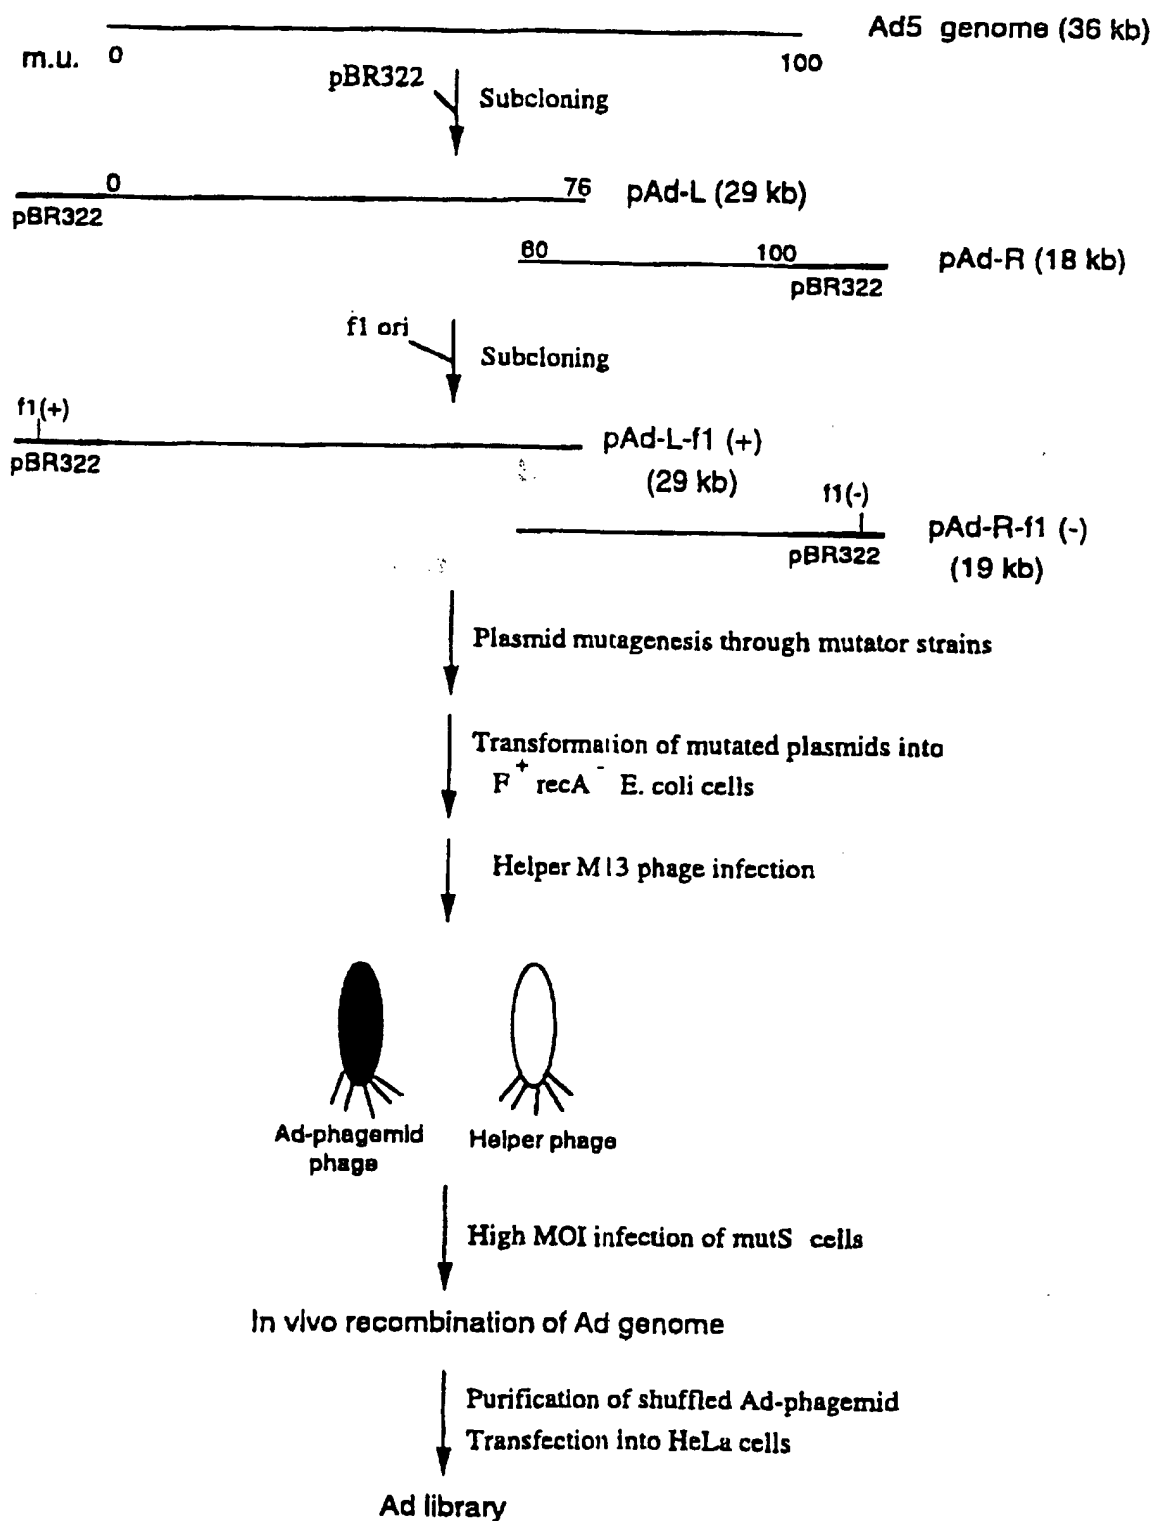 Ad5 genome (36 kb)
m.u. 0 100
pBR322 Subcloning
0 76 pAd-L (29 kb)
pBR322
60 100 pAd-R (18 kb)
pBR322
f1 ori Subcloning
f1(+)
pBR322 pAd-L-f1 (+)
(29 kb)
f1(-)
pAd-R-f1 (-)
pBR322 (19 kb)
Plasmid mutagenesis through mutator strains
Transformation of mutated plasmids into
F+ recA- E. coli cells
Helper M13 phage infection
Ad-phagemid
phage
Helper phage
High MOI infection of mutS cells
In vivo recombination of Ad genome
Purification of shuffled Ad-phagemid
Transfection into HeLa cells
Ad library